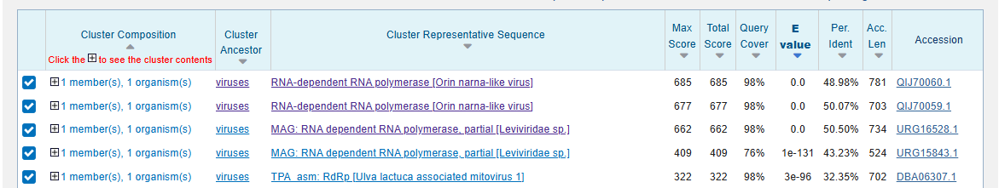 Cluster Composition Cluster Ancestor Cluster Representative Sequence Max Score Total Score Query Cover E value Per. Ident Acc. Len Accession
Click the to see the cluster contents
1 member(s), 1 organism(s) viruses RNA-dependent RNA polymerase [Orin narna-like virus] 685 685 98% 0.0 48.98% 781 QIJ70060.1
1 member(s), 1 organism(s) viruses RNA-dependent RNA polymerase [Orin narna-like virus] 677 677 98% 0.0 50.07% 703 QIJ70059.1
1 member(s), 1 organism(s) viruses MAG: RNA dependent RNA polymerase, partial [Leviviridae sp.] 662 662 98% 0.0 50.50% 734 URG16528.1
1 member(s), 1 organism(s) viruses MAG: RNA dependent RNA polymerase, partial [Leviviridae sp.] 409 409 76% 1e-131 43.23% 524 URG15843.1
1 member(s), 1 organism(s) viruses TPA_asm: RdRp [Ulva lactuca associated mitovirus 1] 322 322 98% 3e-96 32.35% 702 DBA06307.1